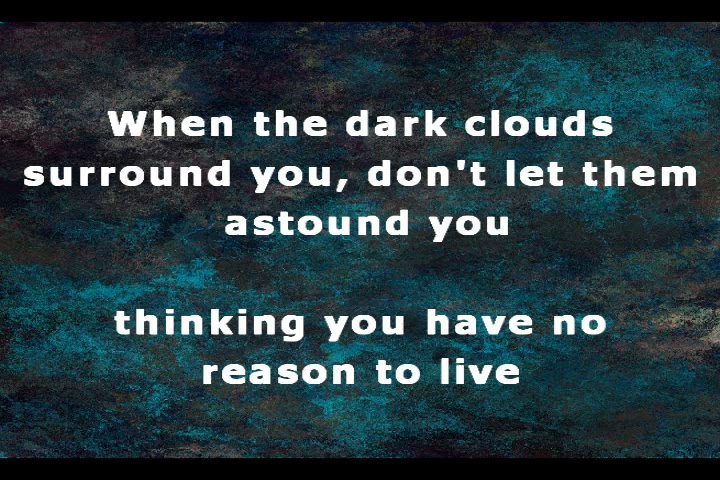 When the dark clouds
surround you, don't let them
astound you
thinking you have no
reason to live